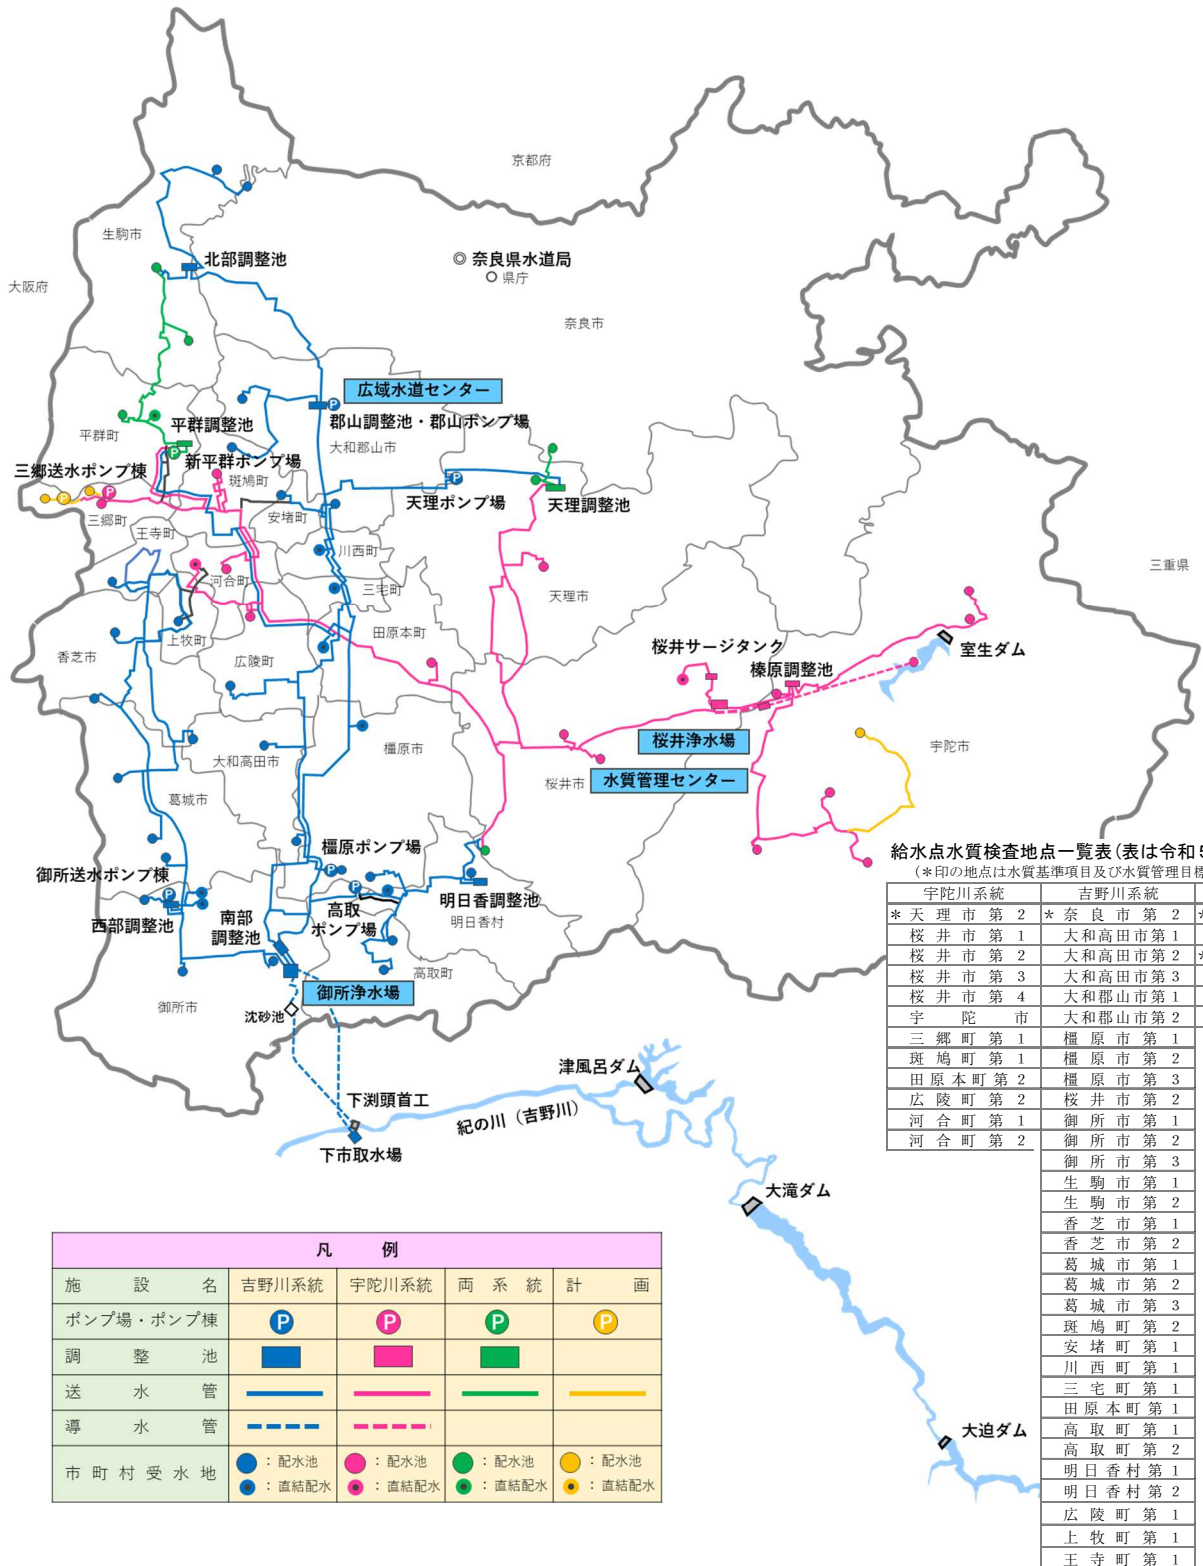 京都府
生駒市
北部調整池
◎ 奈良県水道局
○ 県庁
大阪府
奈良市
広域水道センター
郡山調整池・郡山ポンプ場
平群町
平群調整池
大和郡山市
三郷送水ポンプ棟
新平群ポンプ場
斑鳩町
天理ポンプ場
天理調整池
三郷町
安堵町
王寺町
川西町
三重県
河合町
三宅町
天理市
上牧町
田原本町
香芝市
広陵町
桜井サージタンク
榛原調整池
室生ダム
桜井浄水場
宇陀市
橿原市
大和高田市
桜井市
水質管理センター
葛城市
橿原ポンプ場
御所送水ポンプ棟
明日香調整池
西部調整池
南部
調整池
高取
ポンプ場
明日香村
高取町
御所浄水場
御所市
沈砂池
津風呂ダム
下渕頭首工
紀の川（吉野川）
下市取水場
大滝ダム
大迫ダム
給水点水質検査地点一覧表（表は令和5
（＊印の地点は水質基準項目及び水質管理目標
宇陀川系統 吉野川系統
＊天理市第2 ＊奈良市第2 ＊
桜井市第1 大和高田市第1
桜井市第2 大和高田市第2 ＊
桜井市第3 大和高田市第3
桜井市第4 大和郡山市第1
宇陀市 大和郡山市第2
三郷町第1 橿原市第1
斑鳩町第1 橿原市第2
田原本町第2 橿原市第3
広陵町第2 桜井市第2
河合町第1 御所市第1
河合町第2 御所市第2
御所市第3
生駒市第1
生駒市第2
香芝市第1
香芝市第2
葛城市第1
葛城市第2
葛城市第3
斑鳩町第2
安堵町第1
川西町第1
三宅町第1
田原本町第1
高取町第1
高取町第2
明日香村第1
明日香村第2
広陵町第1
上牧町第1
王寺町第1
凡例
施設名 吉野川系統 宇陀川系統 両系統 計画
ポンプ場・ポンプ棟 P P P P
調整池
送水管
導水管
市町村受水地 ：配水池 ：配水池 ：配水池 ：配水池
：直結配水 ：直結配水 ：直結配水 ：直結配水